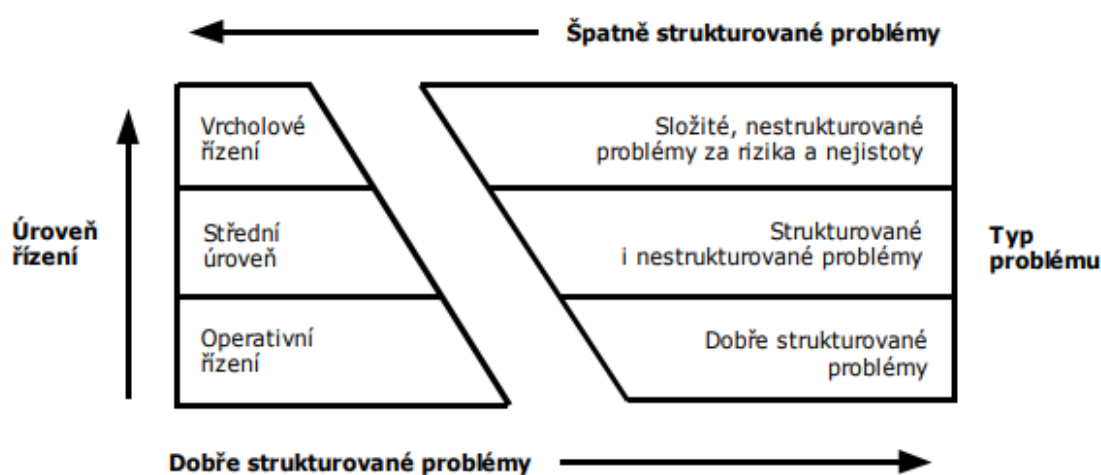 Špatně strukturované problémy
Vrcholové
řízení
Složité, nestrukturované
problémy za rizika a nejistoty
Úroveň
řízení
Střední
úroveň
Strukturované
i nestrukturované problémy
Typ
problému
Operativní
řízení
Dobře strukturované
problémy
Dobře strukturované problémy